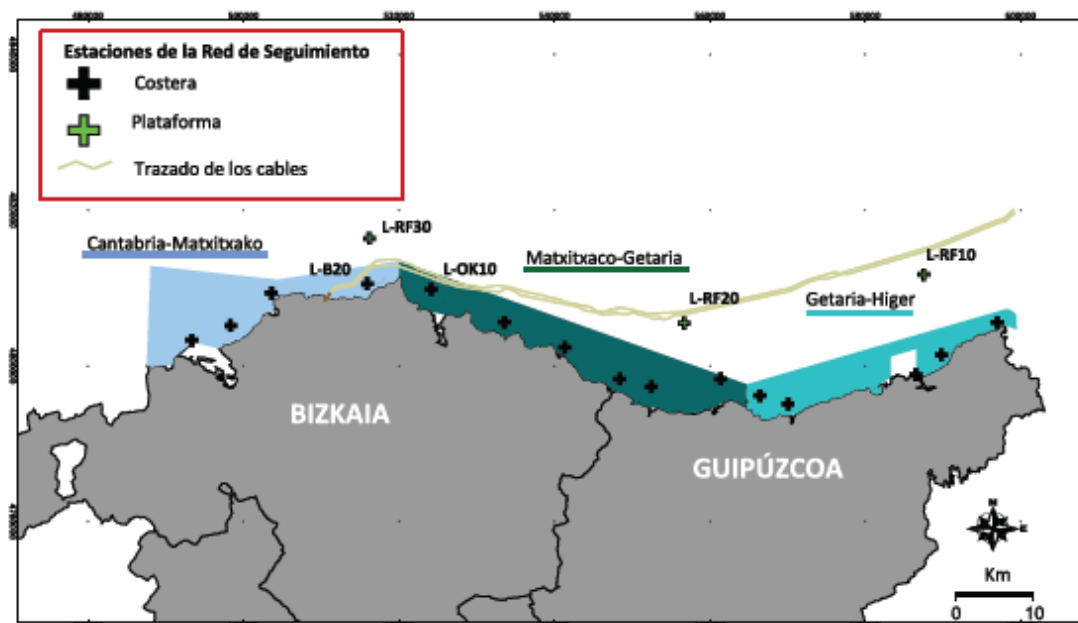 Estaciones de la Red de Seguimiento
Costera
Plataforma
Trazado de los cables
L-RF30
Cantabria-Matxitxako
Matxitxaco-Getaria
L-RF10
L-B20
L-OK10
L-RF20
Getaria-Higer
BIZKAIA
GUIPÚZCOA
N
E
Km
0 10